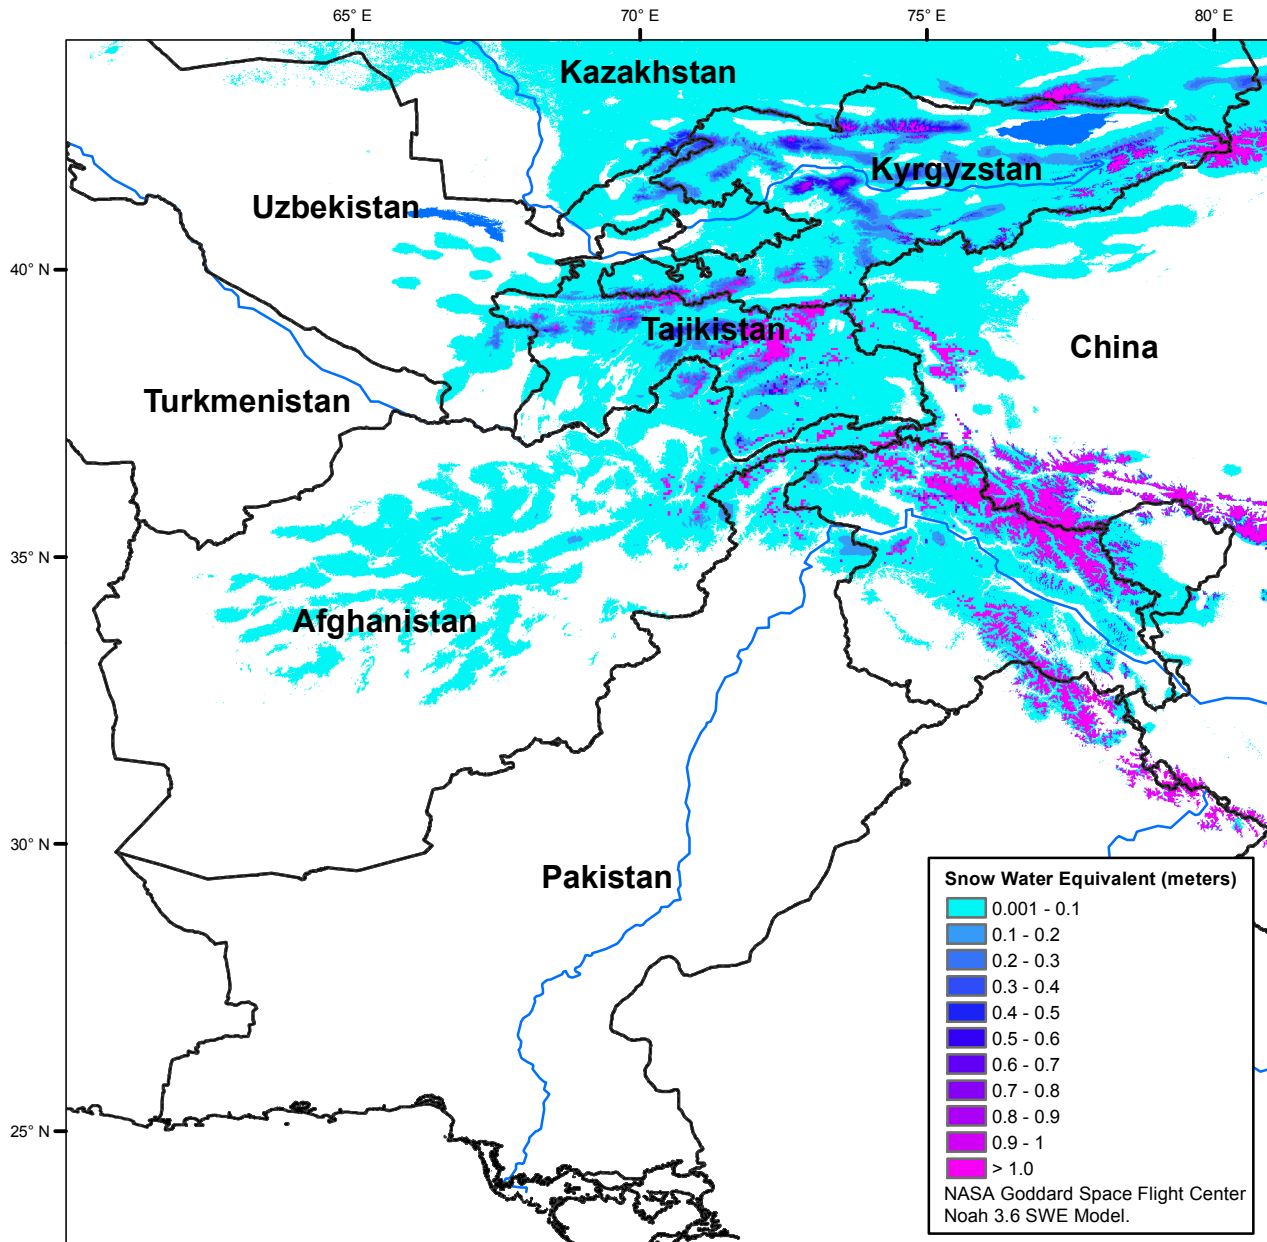 65° E
70° E
75° E
80° E
Kazakhstan
Kyrgyzstan
Uzbekistan
40° N
Tajikistan
China
Turkmenistan
35° N
Afghanistan
30° N
Pakistan
Snow Water Equivalent (meters)
0.001 - 0.1
0.1 - 0.2
0.2 - 0.3
0.3 - 0.4
0.4 - 0.5
0.5 - 0.6
0.6 - 0.7
0.7 - 0.8
0.8 - 0.9
0.9 - 1
> 1.0
25° N
NASA Goddard Space Flight Center
Noah 3.6 SWE Model.